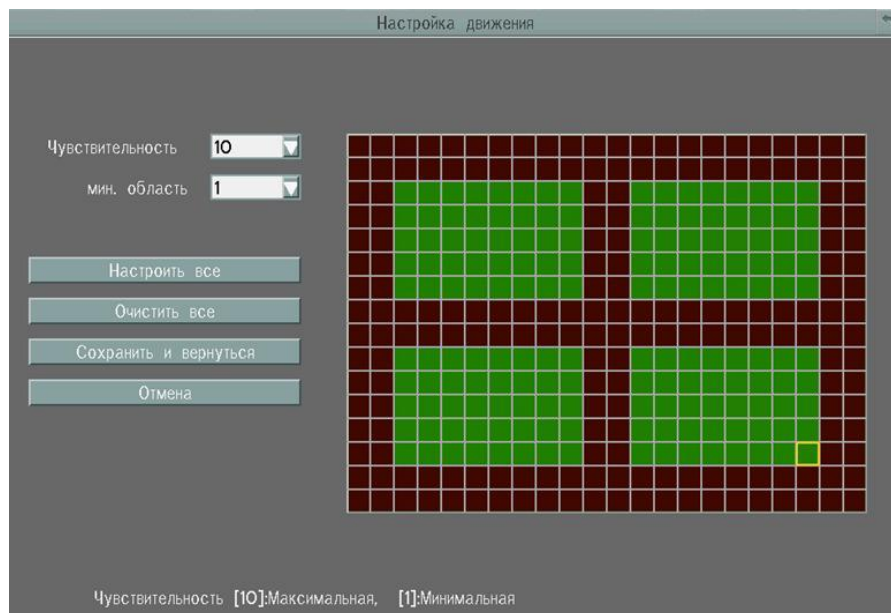 Настройка движения
Чувствительность 10
мин. область 1
Настроить все
Очистить все
Сохранить и вернуться
Отмена
Чувствительность [10]:Максимальная, [1]:Минимальная